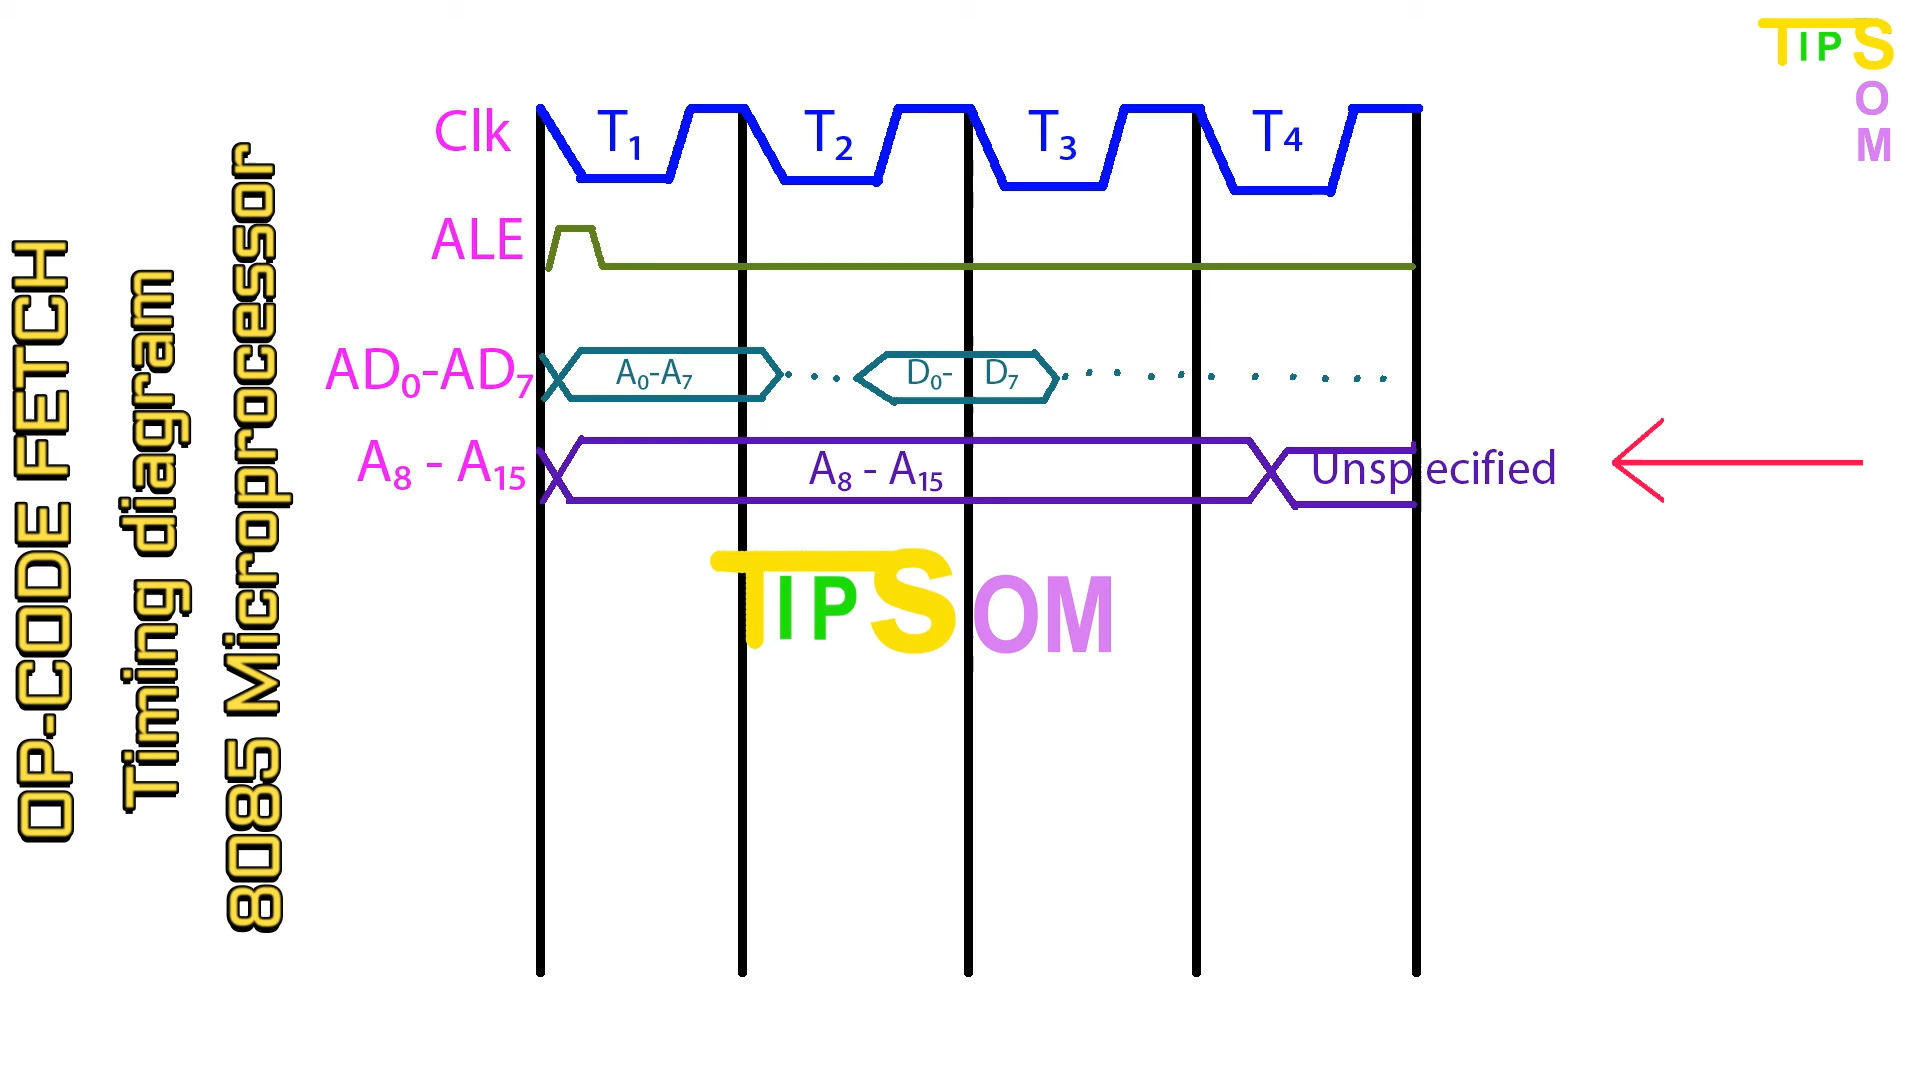 OP-CODE FETCH
Timing diagram
8085 Microprocessor
TIPS
O
M
Clk T₁ T₂ T₃ T4
ALE
AD₀-AD₇ A₀-A₇ D₀- D₇
A₈ - A₁₅ A₈ - A₁₅ Unspecified
TIPSOM